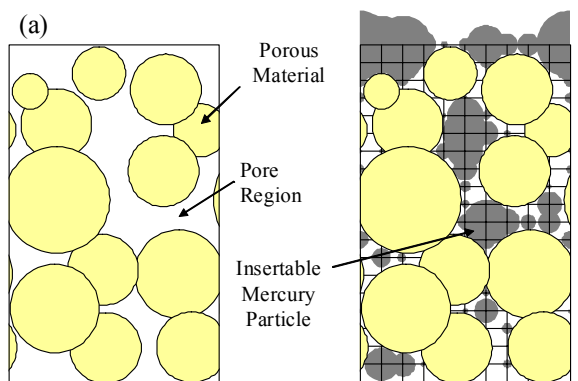 (a)
Porous
Material
Pore
Region
Insertable
Mercury
Particle